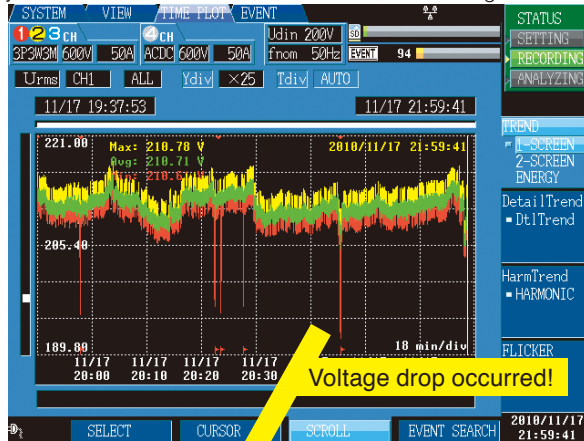 SYSTEM VIEW TIME PLOT EVENT
123CH 4CH Udin 200V SD
3P3W3M 600V 50A ACDC 600V 50A fnom 50Hz EVENT 94
Urms CH1 ALL Ydiv ×25 Tdiv AUTO
11/17 19:37:53 11/17 21:59:41
221.00 Max: 210.78 V 2010/11/17 21:59:41
Avg: 210.71 V
205.40
189.80 18 min/div
11/17 11/17 11/17 11/17
20:00 20:10 20:20 20:30
Voltage drop occurred!
SELECT CURSOR SCROLL EVENT SEARCH
STATUS
SETTING
RECORDING
ANALYZING
TREND
1-SCREEN
2-SCREEN
ENERGY
DetailTrend
DtlTrend
HarmTrend
HARMONIC
FLICKER
2010/11/17
21:59:41